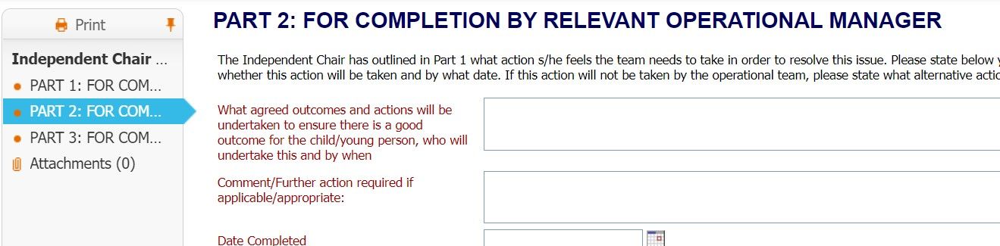 Print
Independent Chair ...
PART 1: FOR COM...
PART 2: FOR COM...
PART 3: FOR COM...
Attachments (0)
PART 2: FOR COMPLETION BY RELEVANT OPERATIONAL MANAGER
The Independent Chair has outlined in Part 1 what action s/he feels the team needs to take in order to resolve this issue. Please state below
whether this action will be taken and by what date. If this action will not be taken by the operational team, please state what alternative
What agreed outcomes and actions will be
undertaken to ensure there is a good
outcome for the child/young person, who will
undertake this and by when
Comment/Further action required if
applicable/appropriate:
Date Completed